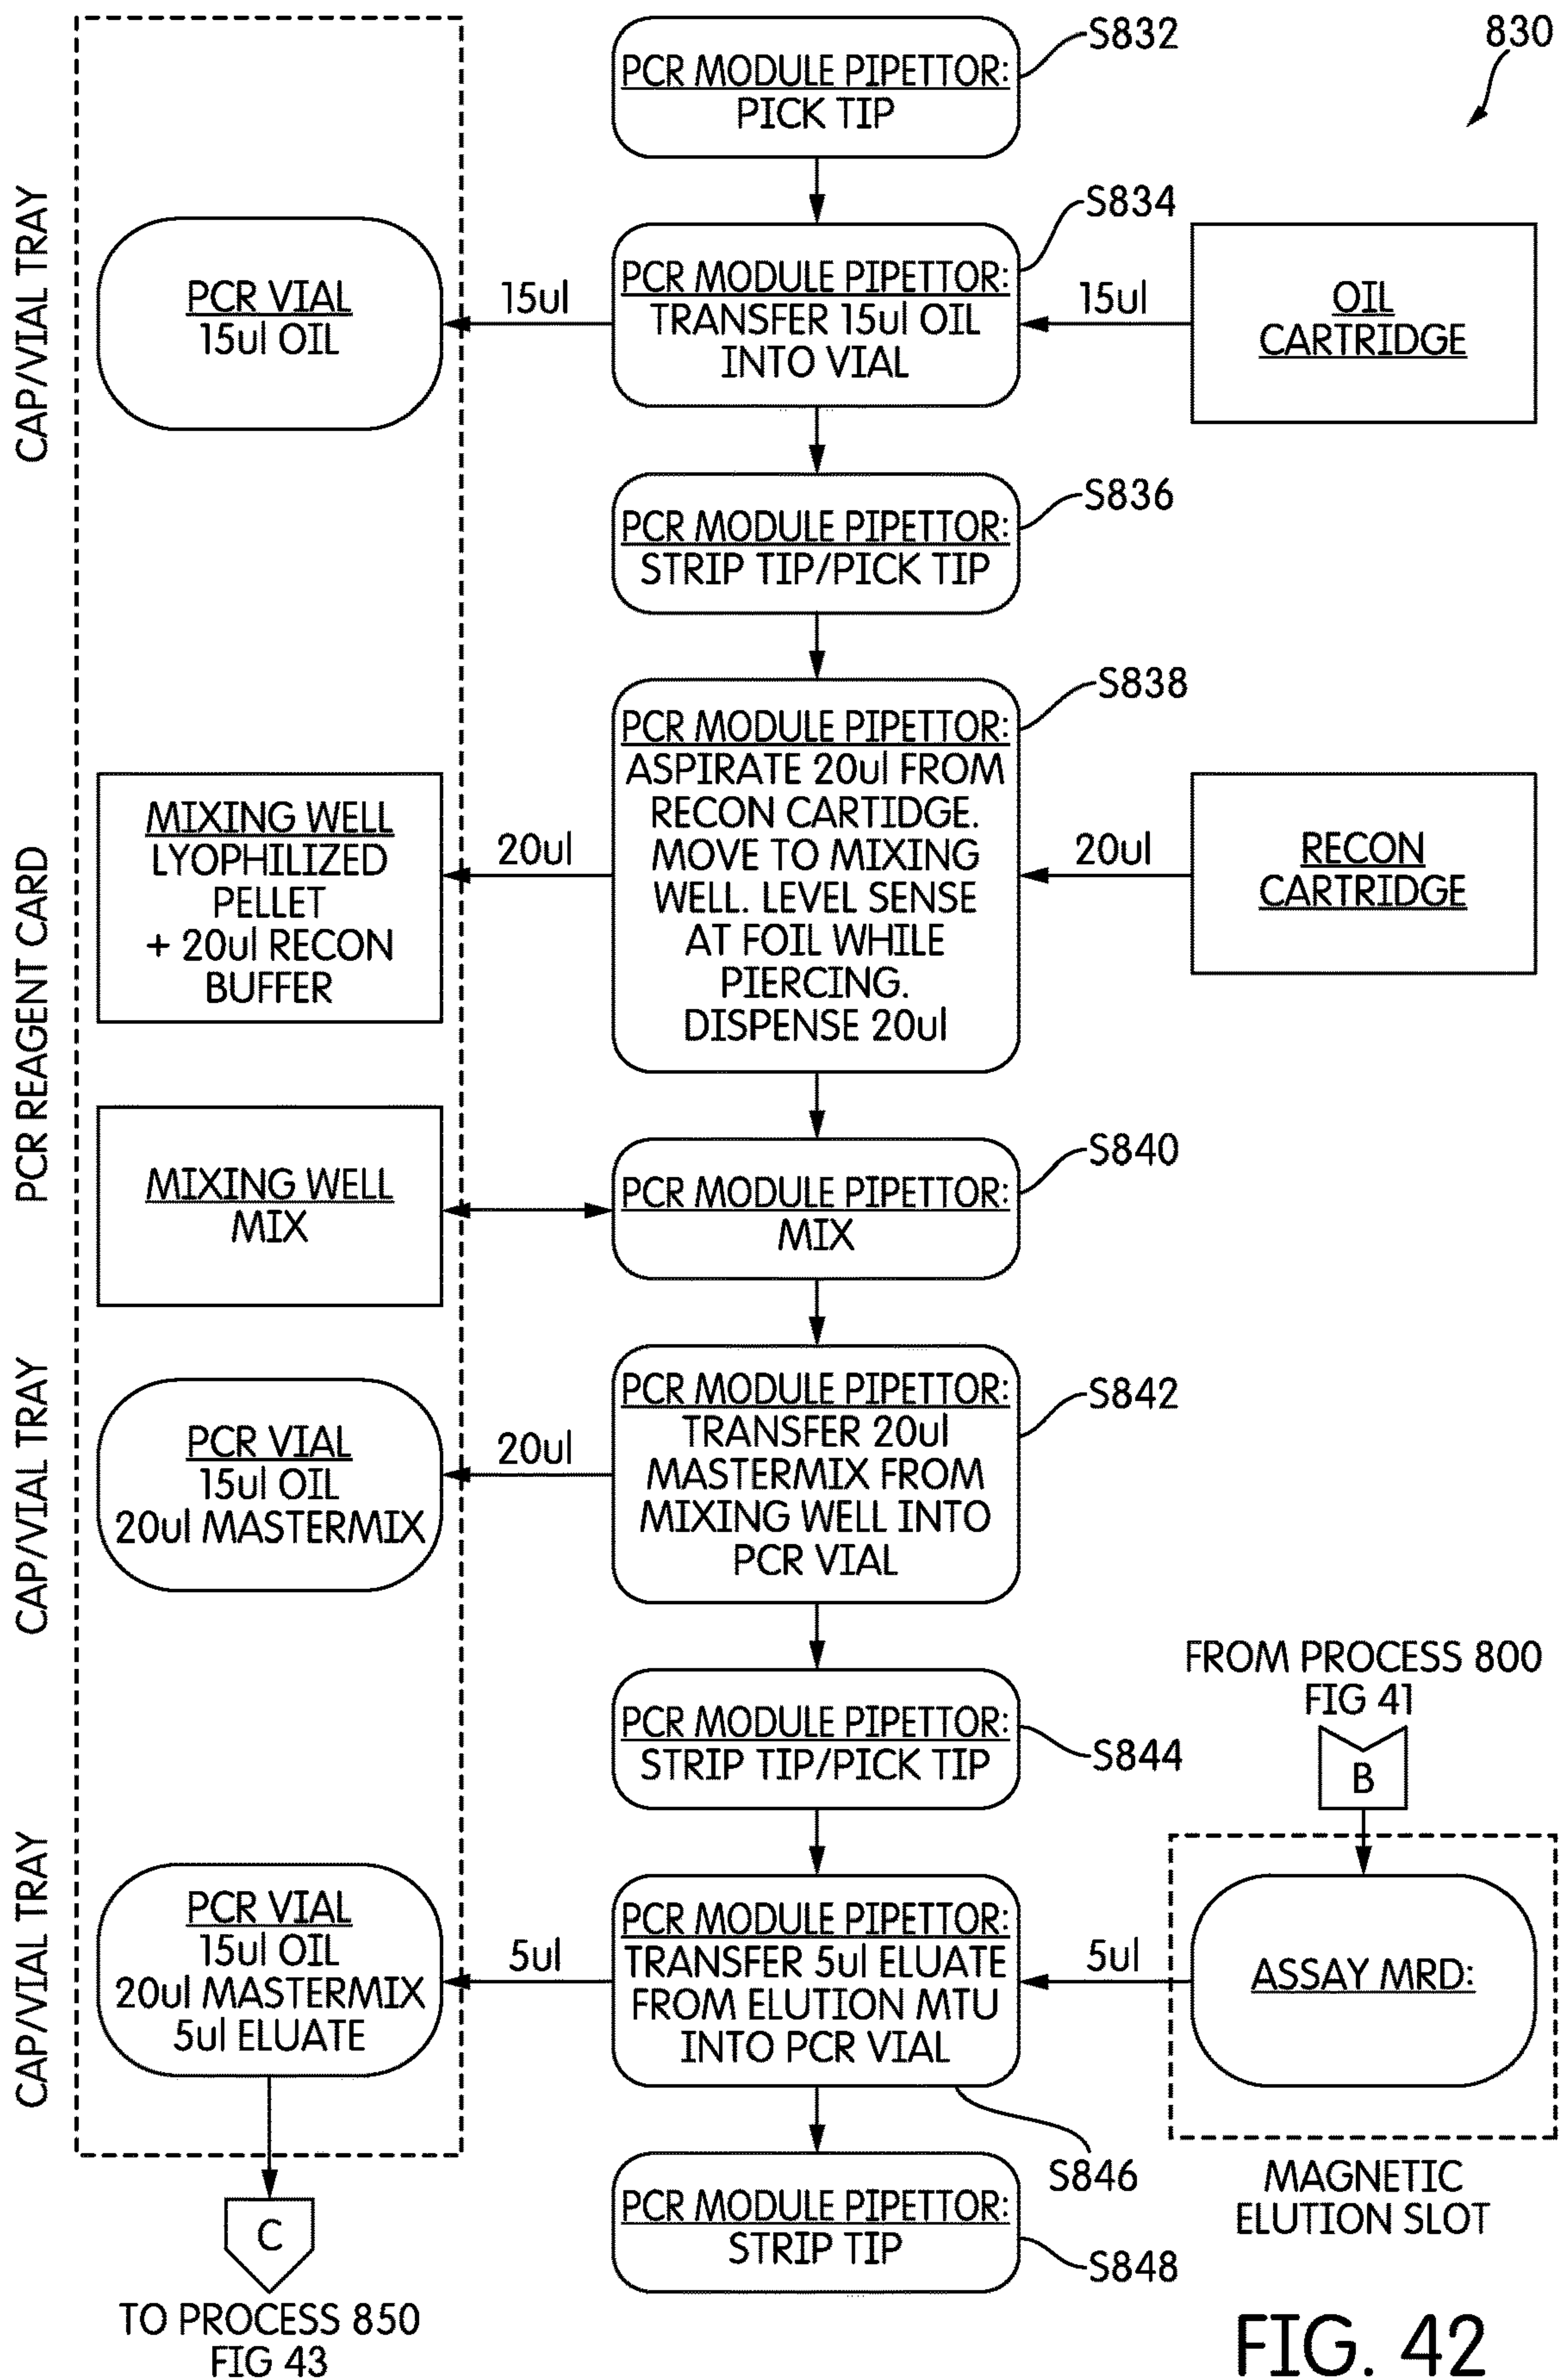 830
S832
PCR MODULE PIPETTOR:
PICK TIP
CAP/VIAL TRAY
PCR VIAL
15ul OIL
15ul
S834
PCR MODULE PIPETTOR:
TRANSFER 15ul OIL
INTO VIAL
15ul
OIL
CARTRIDGE
S836
PCR MODULE PIPETTOR:
STRIP TIP/PICK TIP
PCR REAGENT CARD
MIXING WELL
LYOPHILIZED
PELLET
+ 20ul RECON
BUFFER
20ul
S838
PCR MODULE PIPETTOR:
ASPIRATE 20ul FROM
RECON CARTIDGE.
MOVE TO MIXING
WELL. LEVEL SENSE
AT FOIL WHILE
PIERCING.
DISPENSE 20ul
20ul
RECON
CARTRIDGE
MIXING WELL
MIX
S840
PCR MODULE PIPETTOR:
MIX
CAP/VIAL TRAY
PCR VIAL
15ul OIL
20ul MASTERMIX
20ul
S842
PCR MODULE PIPETTOR:
TRANSFER 20ul
MASTERMIX FROM
MIXING WELL INTO
PCR VIAL
S844
PCR MODULE PIPETTOR:
STRIP TIP/PICK TIP
FROM PROCESS 800
FIG 41
B
CAP/VIAL TRAY
PCR VIAL
15ul OIL
20ul MASTERMIX
5ul ELUATE
5ul
PCR MODULE PIPETTOR:
TRANSFER 5ul ELUATE
FROM ELUTION MTU
INTO PCR VIAL
S846
5ul
ASSAY MRD:
MAGNETIC
ELUTION SLOT
PCR MODULE PIPETTOR:
STRIP TIP
S848
C
TO PROCESS 850
FIG 43
FIG. 42